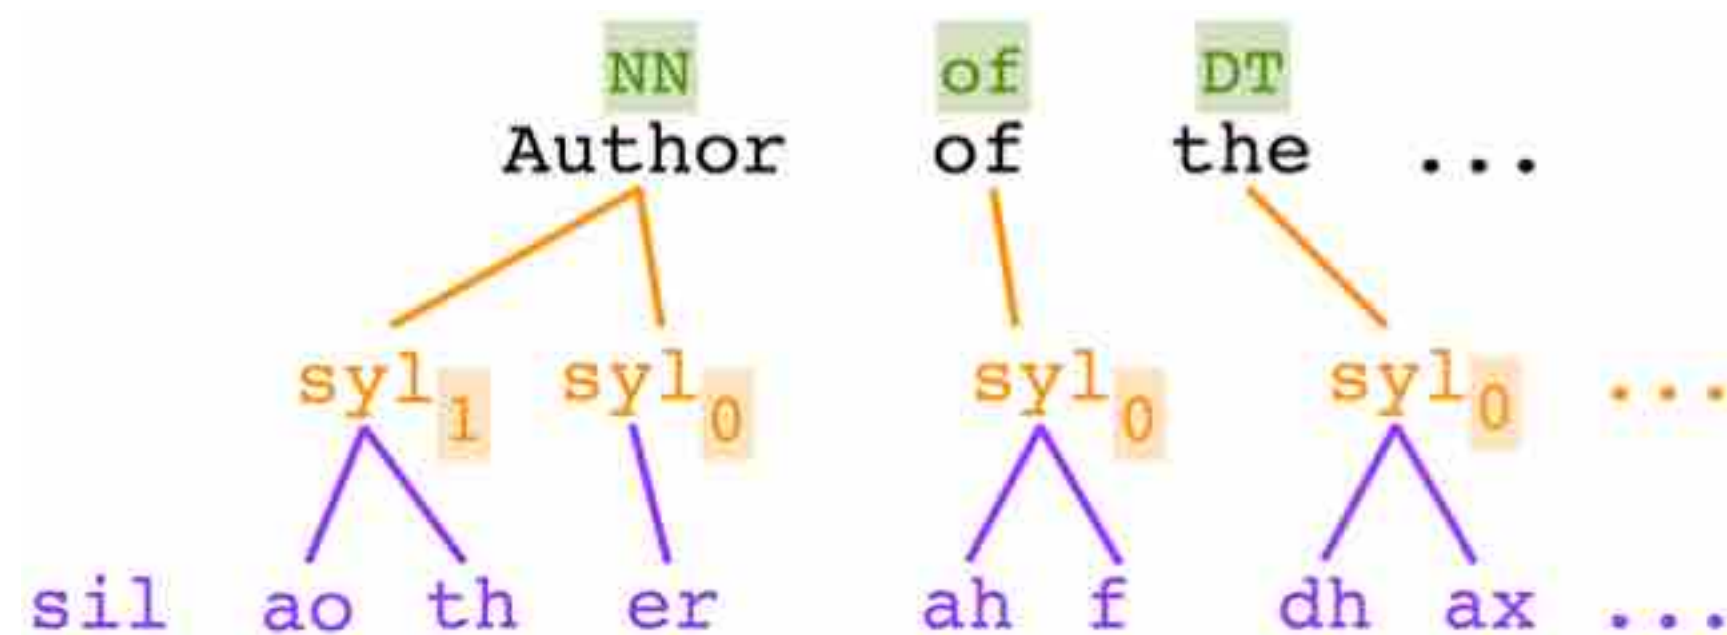 NN of DT
Author of the ...
syl1 syl0 syl0 syl0 ...
sil ao th er ah f dh ax ...